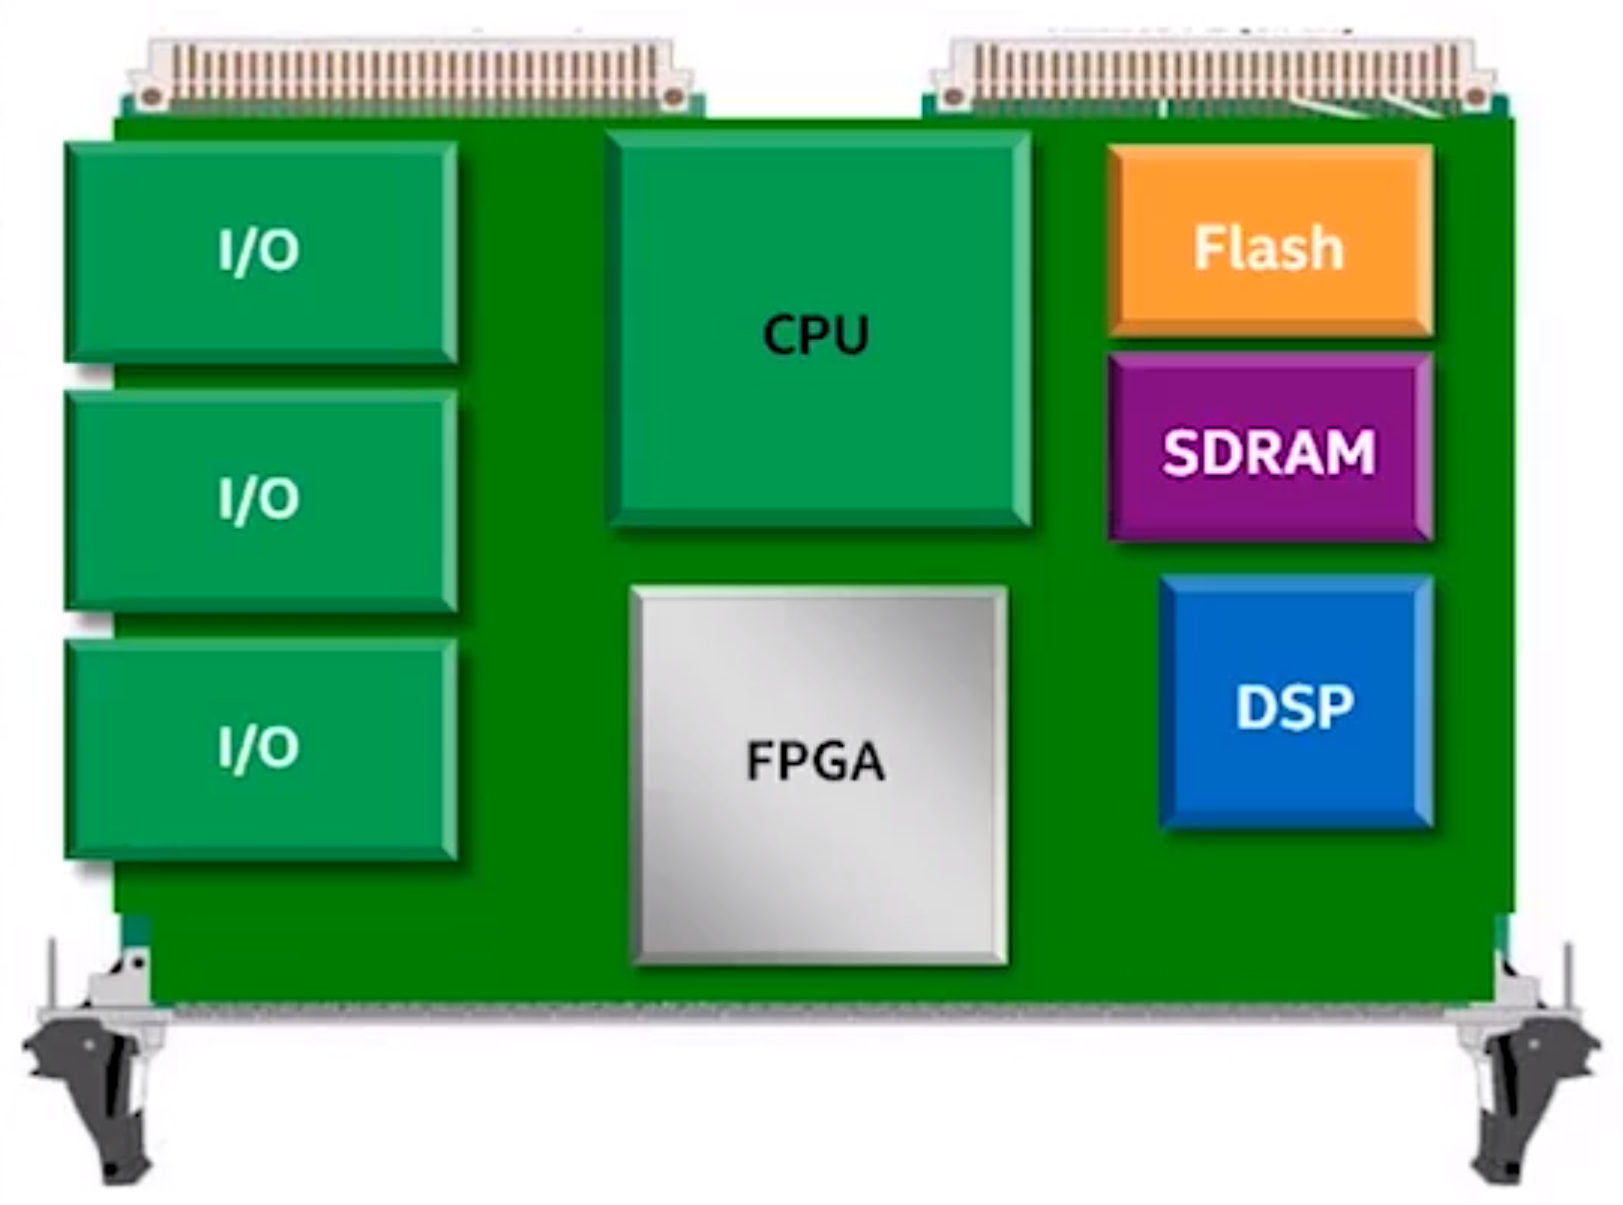 I/O
CPU
Flash
SDRAM
I/O
DSP
I/O
FPGA